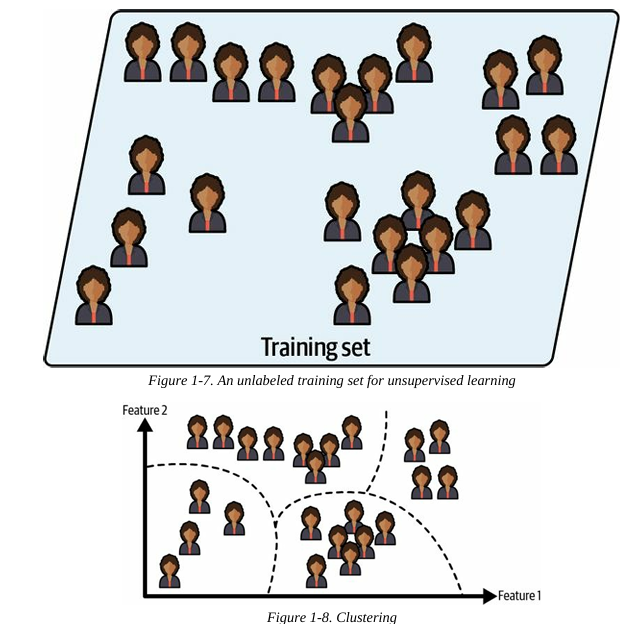 Training set
Figure 1-7. An unlabeled training set for unsupervised learning
Feature 2
Feature 1
Figure 1-8. Clustering